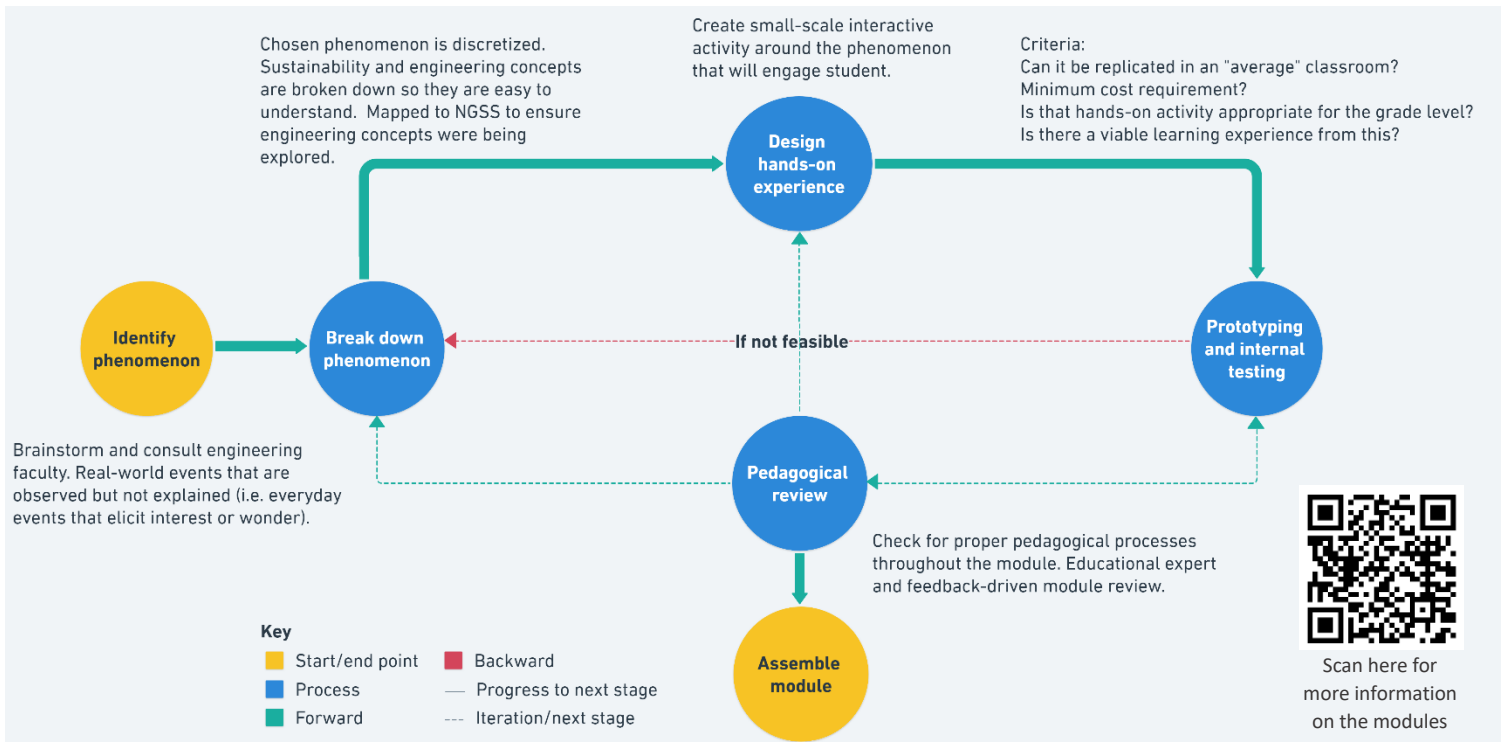 Chosen phenomenon is discretized.
Sustainability and engineering concepts
are broken down so they are easy to
understand.  Mapped to NGSS to ensure
engineering concepts were being
explored.
Create small-scale interactive
activity around the phenomenon
that will engage student.
Criteria:
Can it be replicated in an "average" classroom?
Minimum cost requirement?
Is that hands-on activity appropriate for the grade level?
Is there a viable learning experience from this?
Design
hands-on
experience
Identify
phenomenon
Break down
phenomenon
If not feasible
Prototyping
and internal
testing
Brainstorm and consult engineering
faculty. Real-world events that are
observed but not explained (i.e. everyday
events that elicit interest or wonder).
Pedagogical
review
Check for proper pedagogical processes
throughout the module. Educational expert
and feedback-driven module review.
Assemble
module
Key
Start/end point
Process
Forward
Backward
Progress to next stage
Iteration/next stage
Scan here for
more information
on the modules